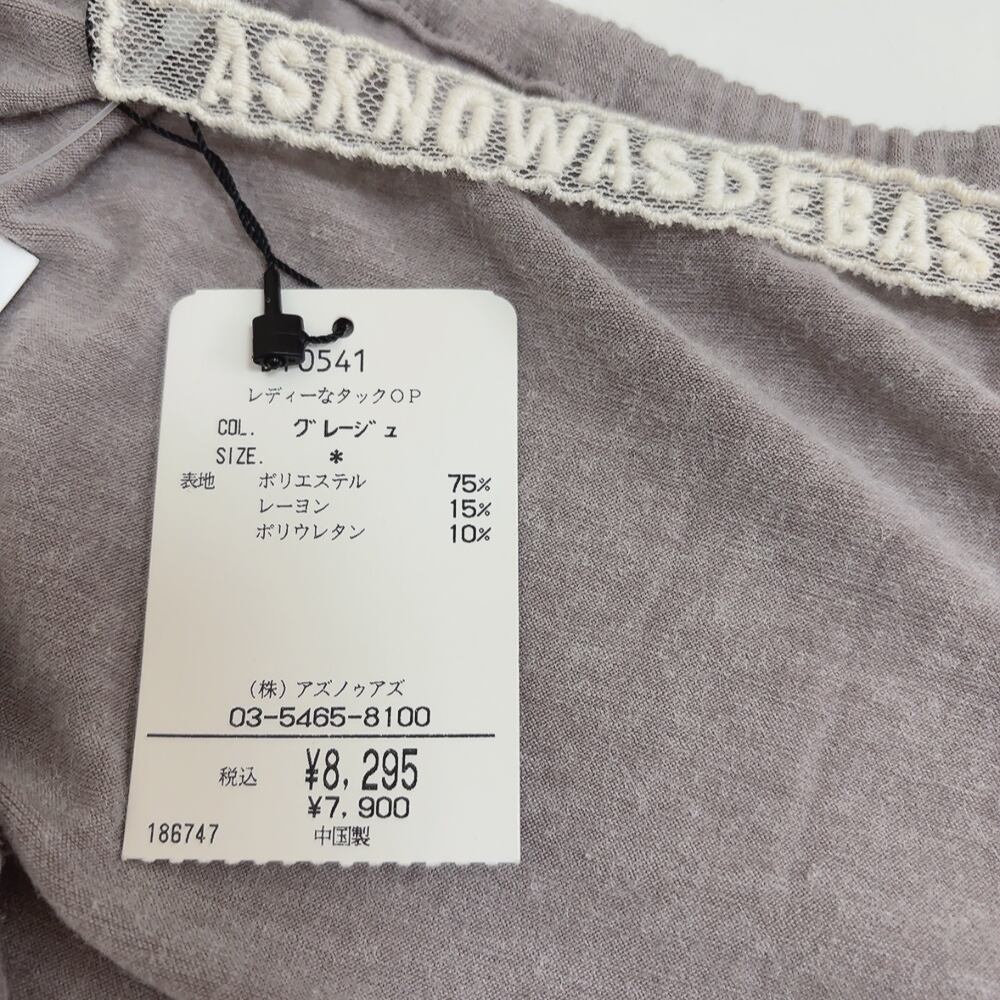 ASKNOWASDEBAS
0541
レディーなタックOP
COL. グレージュ
SIZE. *
表地 ポリエステル 75%
レーヨン 15%
ポリウレタン 10%
(株)アズノゥアズ
03-5465-8100
税込 ¥8,295
¥7,900
186747 中国製